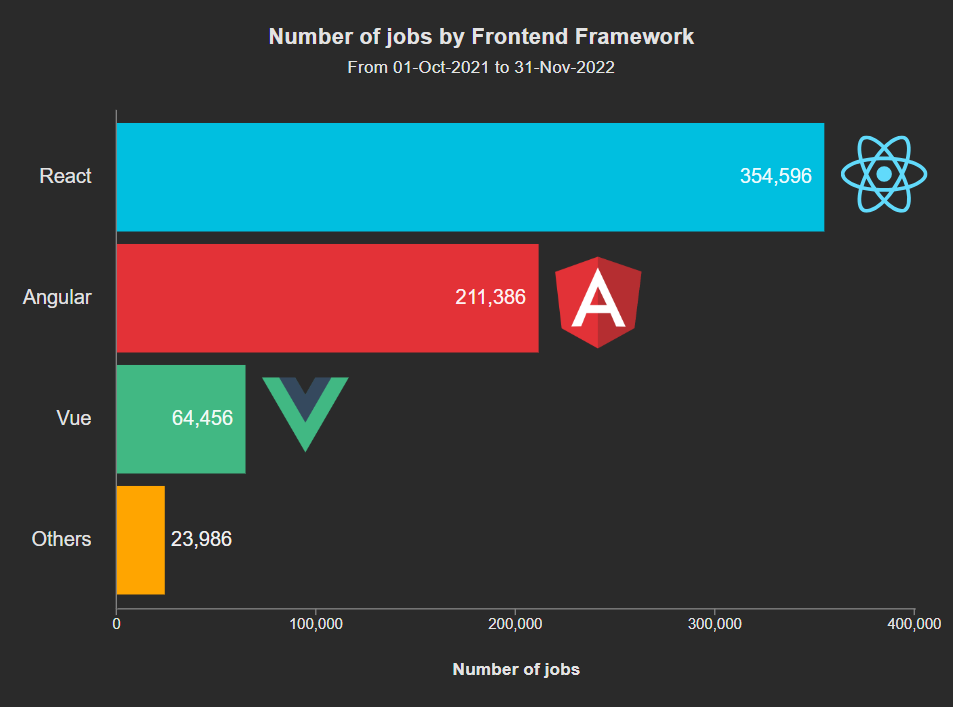 Number of jobs by Frontend Framework
From 01-Oct-2021 to 31-Nov-2022
React
354,596
Angular
211,386
A
Vue
64,456
Others
23,986
0
100,000
200,000
300,000
400,000
Number of jobs